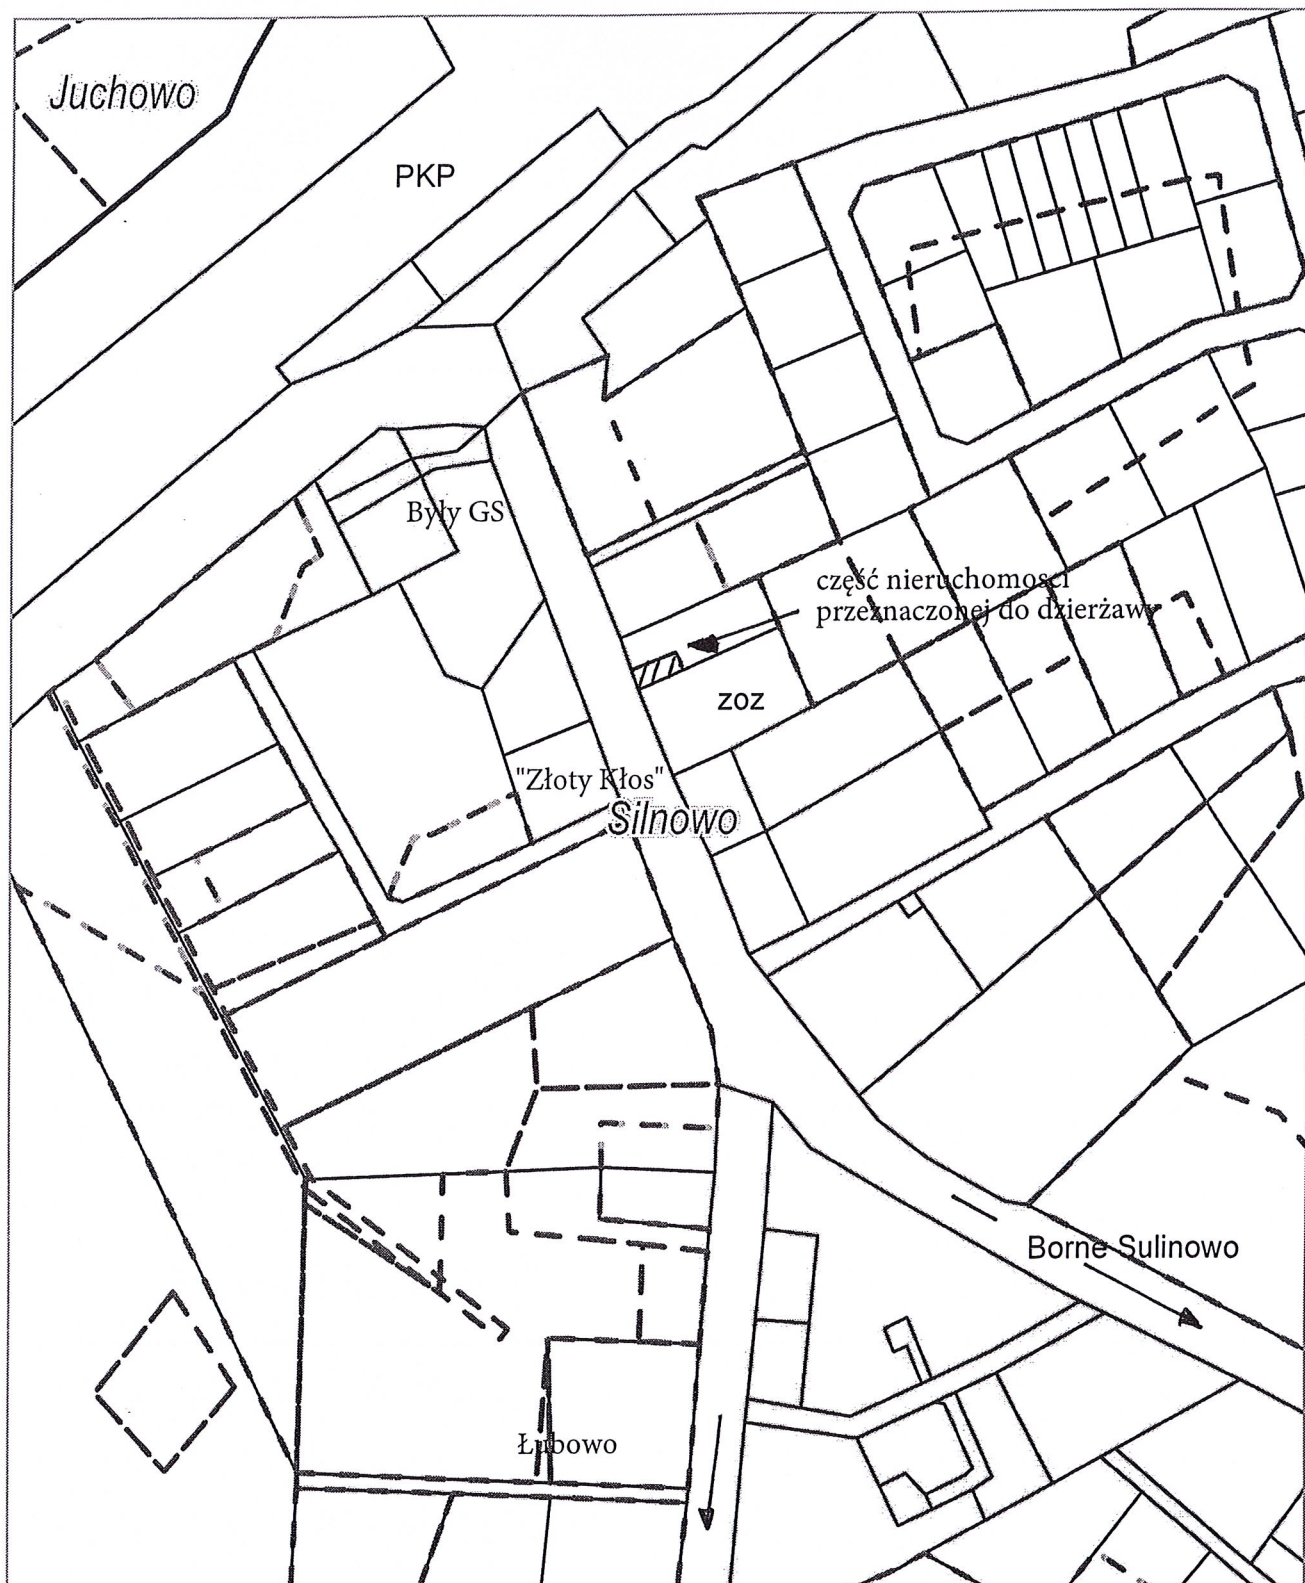 Juchowo
PKP
Były GS
część nieruchomości
przeznaczonej do dzierżawy
zoz
"Złoty Kłos"
Silnowo
Borne Sulinowo
Łubowo